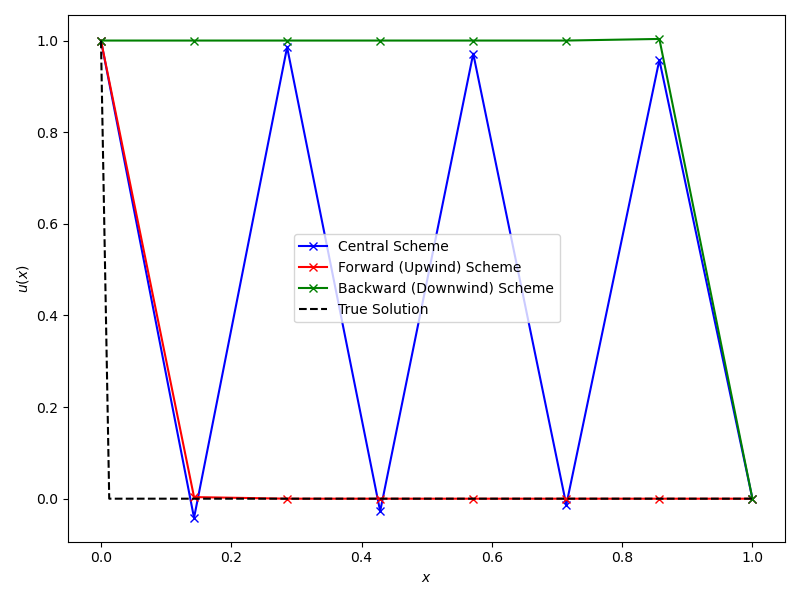 1.0
0.8
0.6
0.4
0.2
0.0
u(x)
Central Scheme
Forward (Upwind) Scheme
Backward (Downwind) Scheme
True Solution
0.0 0.2 0.4 0.6 0.8 1.0
x